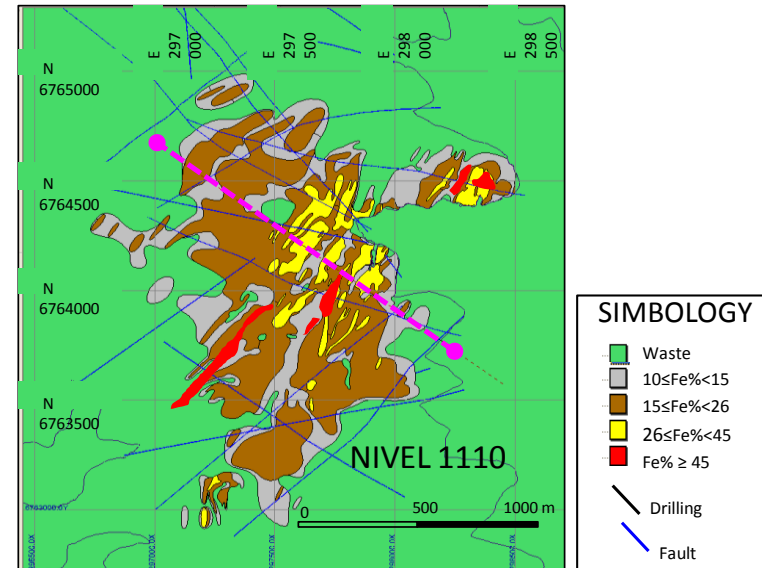 E 297 000
E 297 500
E 298 000
E 298 500
N 6765000
N 6764500
N 6764000
N 6763500
NIVEL 1110
0 500 1000 m
SIMBOLOGY
Waste
10≤Fe%<15
15≤Fe%<26
26≤Fe%<45
Fe% ≥ 45
Drilling
Fault